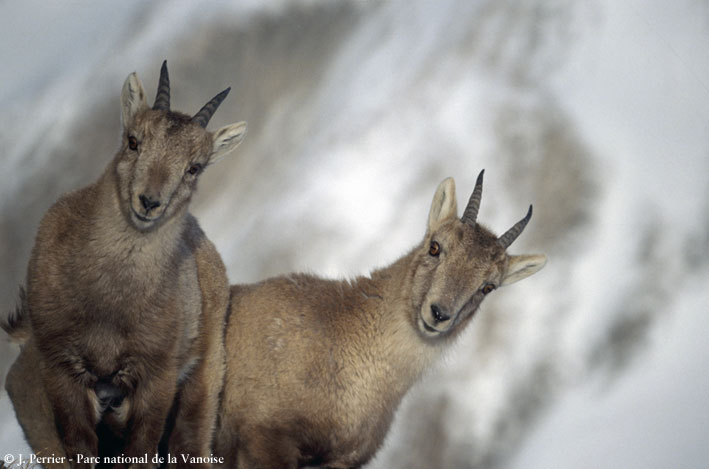 © J. Perrier - Parc national de la Vanoise